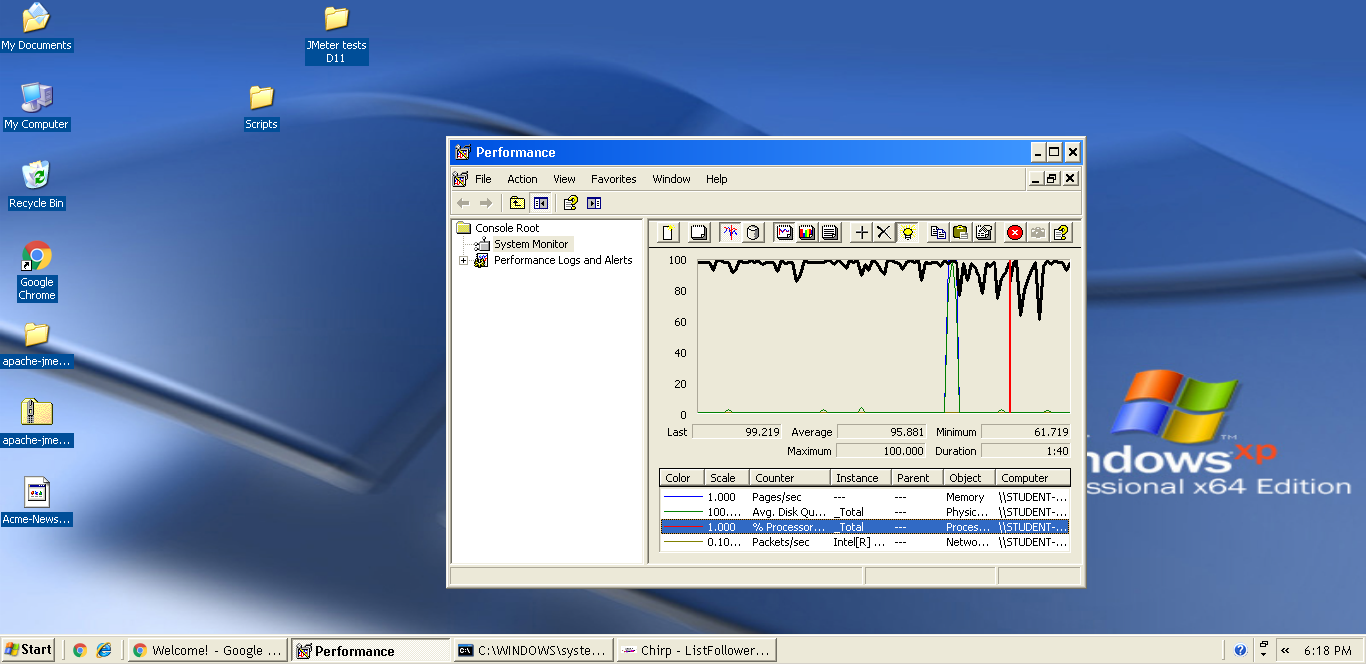 My Documents
JMeter tests
D11
My Computer
Scripts
Recycle Bin
Google
Chrome
apache-jme...
apache-jme...
Acme-News...
Performance
File Action View Favorites Window Help
Console Root
System Monitor
Performance Logs and Alerts
100
80
60
40
20
0
Last 99.219 Average 95.881 Minimum 61.719
Maximum 100.000 Duration 1:40
Color Scale Counter Instance Parent Object Computer
1.000 Pages/sec --- --- Memory \\STUDENT-...
100.... Avg. Disk Qu... _Total --- Physic... \\STUDENT-...
1.000 % Processor... _Total --- Proces... \\STUDENT-...
0.10... Packets/sec Intel[R] ... --- Netwo... \\STUDENT-...
ndows xp
ssional x64 Edition
TM
Start
Welcome! - Google ...
Performance
C:\WINDOWS\syste...
Chirp - ListFollower...
6:18 PM